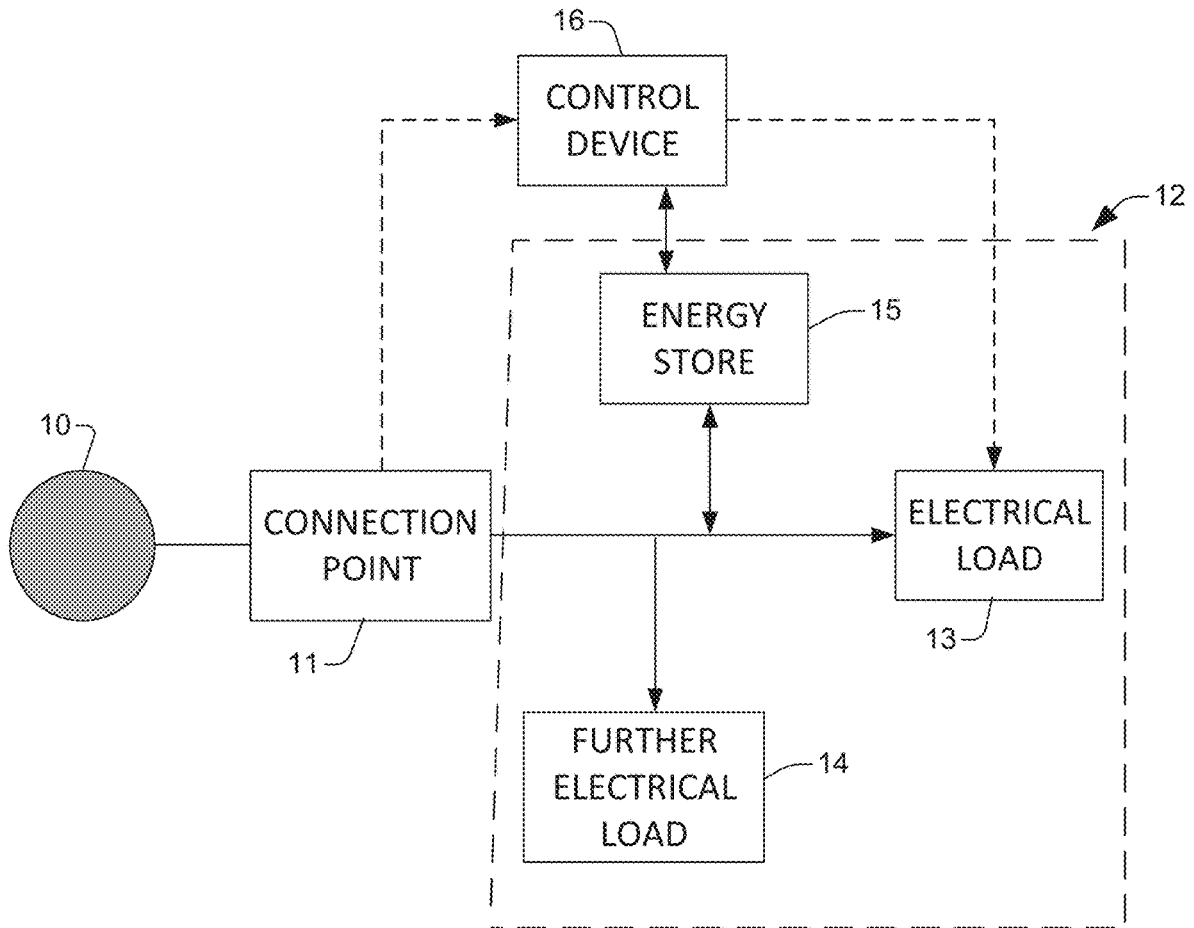 16
CONTROL
DEVICE
12
ENERGY
STORE
15
10
CONNECTION
POINT
11
ELECTRICAL
LOAD
13
FURTHER
ELECTRICAL
LOAD
14